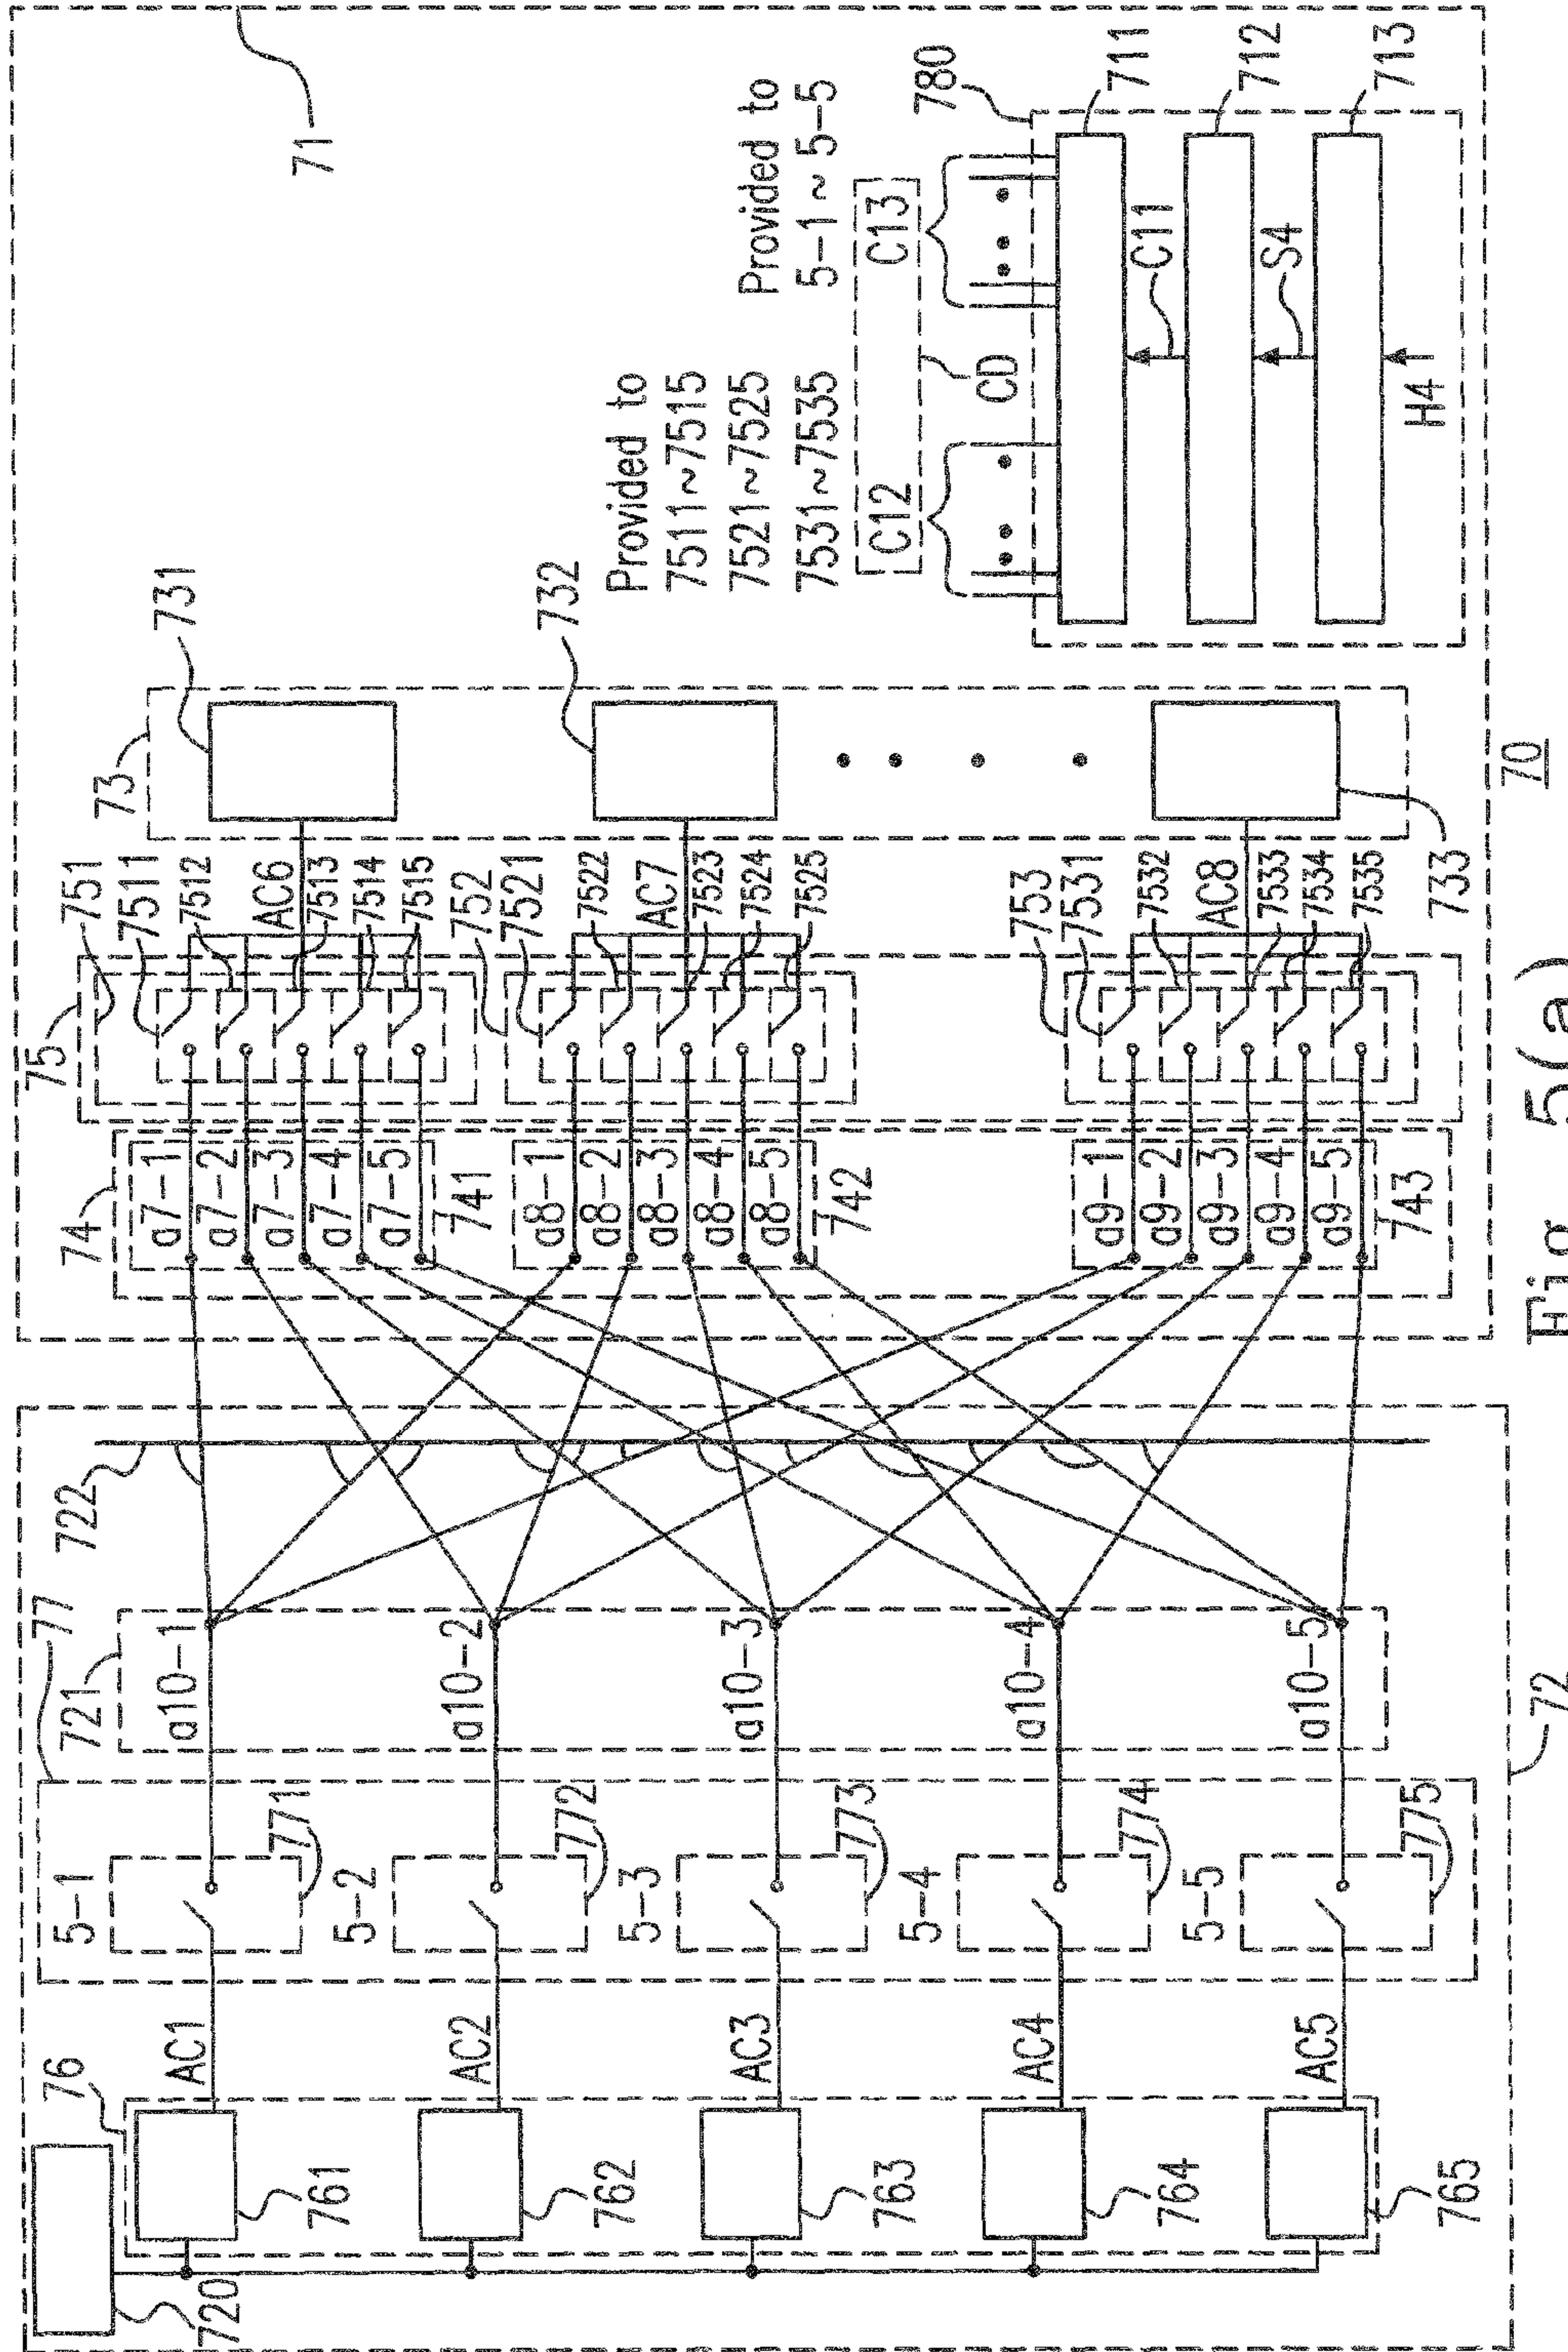 71
731
732
73
75
751
7511
7512
AC6
7513
7514
7515
752
7521
7522
AC7
7523
7524
7525
753
7531
7532
AC8
7533
7534
7535
733
74
a7-1
a7-2
a7-3
a7-4
a7-5
741
a8-1
a8-2
a8-3
a8-4
a8-5
742
a9-1
a9-2
a9-3
a9-4
a9-5
743
Provided to
7511~7515
7521~7525
7531~7535
Provided to
5-1~5-5
C12
C13
CD
780
711
C11
712
S4
713
H4
70
722
77
721
a10-1
a10-2
a10-3
a10-4
a10-5
5-1
771
5-2
772
5-3
773
5-4
774
5-5
775
AC1
AC2
AC3
AC4
AC5
76
720
761
762
763
764
765
72
Fig. 5(a)